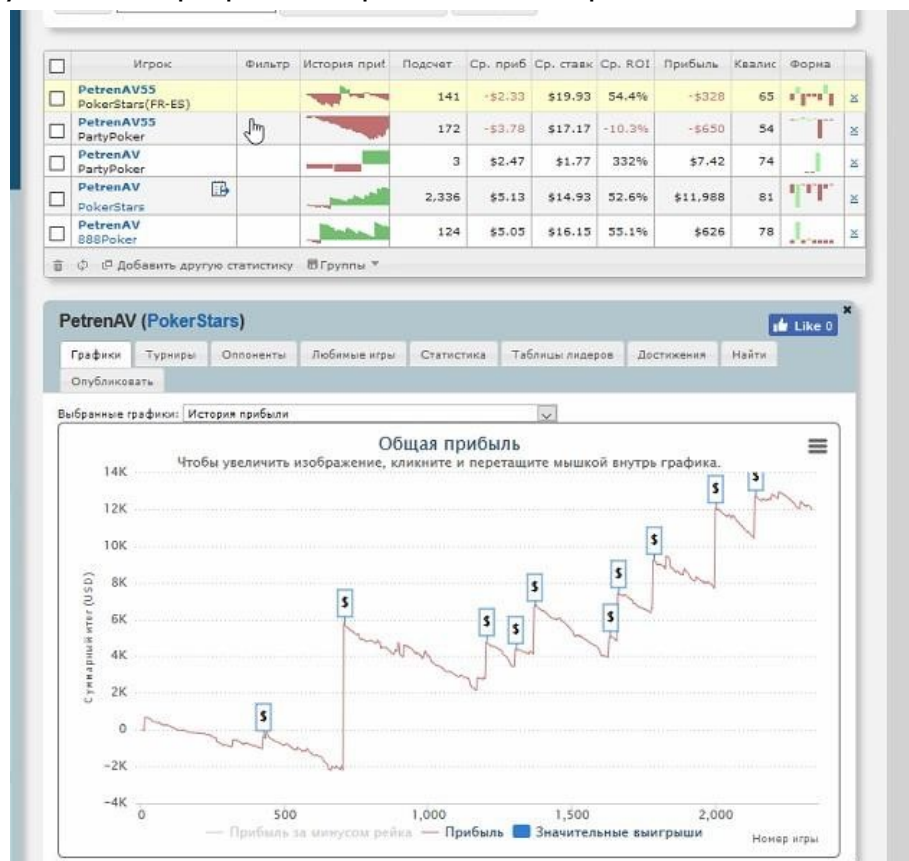 Игрок Фильтр История приб Подсчет Ср. приб Ср. ставк Ср. ROI Прибыль Квалис Форма
PetrenAV55
PokerStars(FR-ES) 141 -$2.33 $19.93 54.4% -$328 65 x
PetrenAV55
PartyPoker 172 -$3.78 $17.17 -10.3% -$650 54 x
PetrenAV
PartyPoker 3 $2.47 $1.77 332% $7.42 74 x
PetrenAV
PokerStars 2,336 $5.13 $14.93 52.6% $11,988 81 x
PetrenAV
888Poker 124 $5.05 $16.15 55.1% $626 78 x
Добавить другую статистику Группы
PetrenAV (PokerStars)
Like 0
Графики Турниры Оппоненты Любимые игры Статистика Таблицы лидеров Достижения Найти
Опубликовать
Выбранные графики: История прибыли
Общая прибыль
Чтобы увеличить изображение, кликните и перетащите мышкой внутрь графика.
14K
12K
10K
8K
6K
4K
2K
0
-2K
-4K
Суммарный итог (USD)
$ $ $ $ $ $ $ $ $ $
0 500 1,000 1,500 2,000
Прибыль за минусом рейка Прибыль Значительные выигрыши
Номер игры